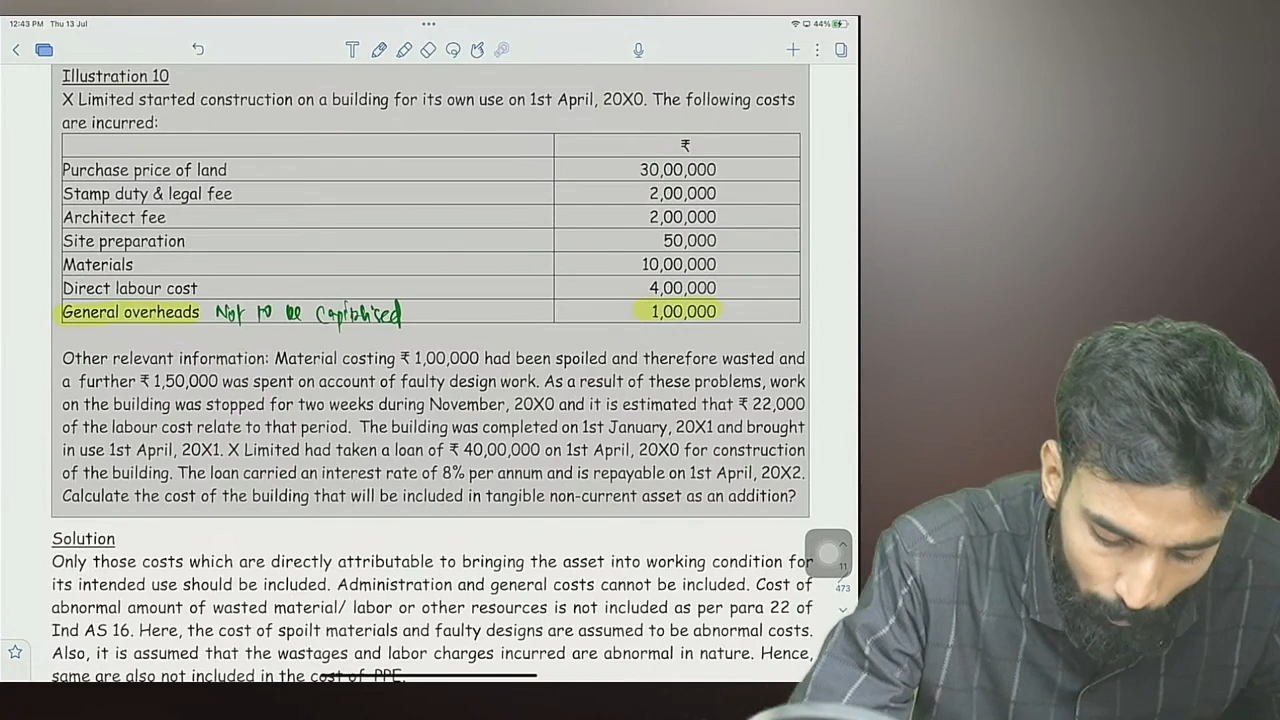 12:43 PM Thu 13 Jul
44%
Illustration 10
X Limited started construction on a building for its own use on 1st April, 20X0. The following costs
are incurred:
₹
Purchase price of land 30,00,000
Stamp duty & legal fee 2,00,000
Architect fee 2,00,000
Site preparation 50,000
Materials 10,00,000
Direct labour cost 4,00,000
General overheads Not to be capitalised 1,00,000
Other relevant information: Material costing ₹ 1,00,000 had been spoiled and therefore wasted and
a further ₹ 1,50,000 was spent on account of faulty design work. As a result of these problems, work
on the building was stopped for two weeks during November, 20X0 and it is estimated that ₹ 22,000
of the labour cost relate to that period. The building was completed on 1st January, 20X1 and brought
in use 1st April, 20X1. X Limited had taken a loan of ₹ 40,00,000 on 1st April, 20X0 for construction
of the building. The loan carried an interest rate of 8% per annum and is repayable on 1st April, 20X2.
Calculate the cost of the building that will be included in tangible non-current asset as an addition?
Solution
Only those costs which are directly attributable to bringing the asset into working condition for
its intended use should be included. Administration and general costs cannot be included. Cost of
abnormal amount of wasted material/ labor or other resources is not included as per para 22 of
Ind AS 16. Here, the cost of spoilt materials and faulty designs are assumed to be abnormal costs.
Also, it is assumed that the wastages and labor charges incurred are abnormal in nature. Hence,
same are also not included in the cost of PPE.
11
473